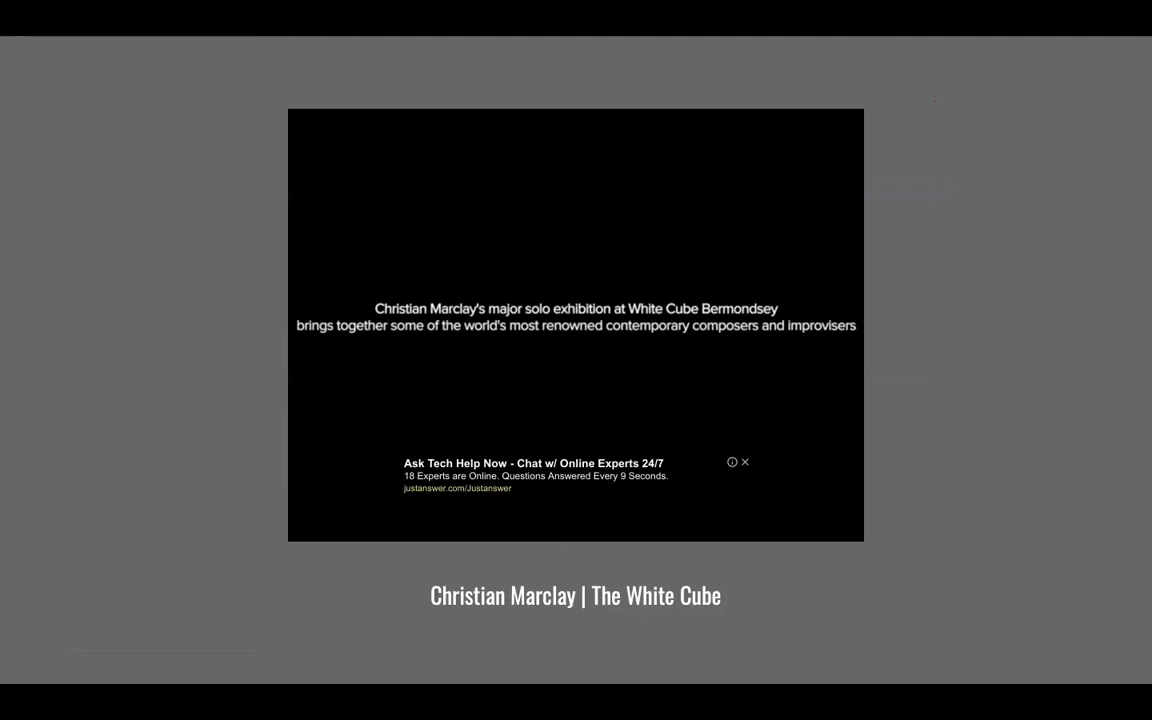 Christian Marclay's major solo exhibition at White Cube Bermondsey
brings together some of the world's most renowned contemporary composers and improvisers
Ask Tech Help Now - Chat w/ Online Experts 24/7
18 Experts are Online. Questions Answered Every 9 Seconds.
justanswer.com/Justanswer
Christian Marclay | The White Cube